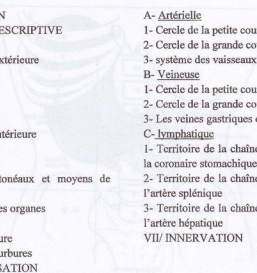 ESCRIPTIVE
xtérieure
térieure
tonéaux et moyens de
es organes
ure
urbures
SATION
A- Artérielle
1- Cercle de la petite cou
2- Cercle de la grande co
3- système des vaisseaux
B- Veineuse
1- Cercle de la petite cou
2- Cercle de la grande co
3- Les veines gastriques
C- lymphatique
1- Territoire de la chaîne
la coronaire stomachique
2- Territoire de la chaîne
l'artère splénique
3- Territoire de la chaîne
l'artère hépatique
VII/ INNERVATION